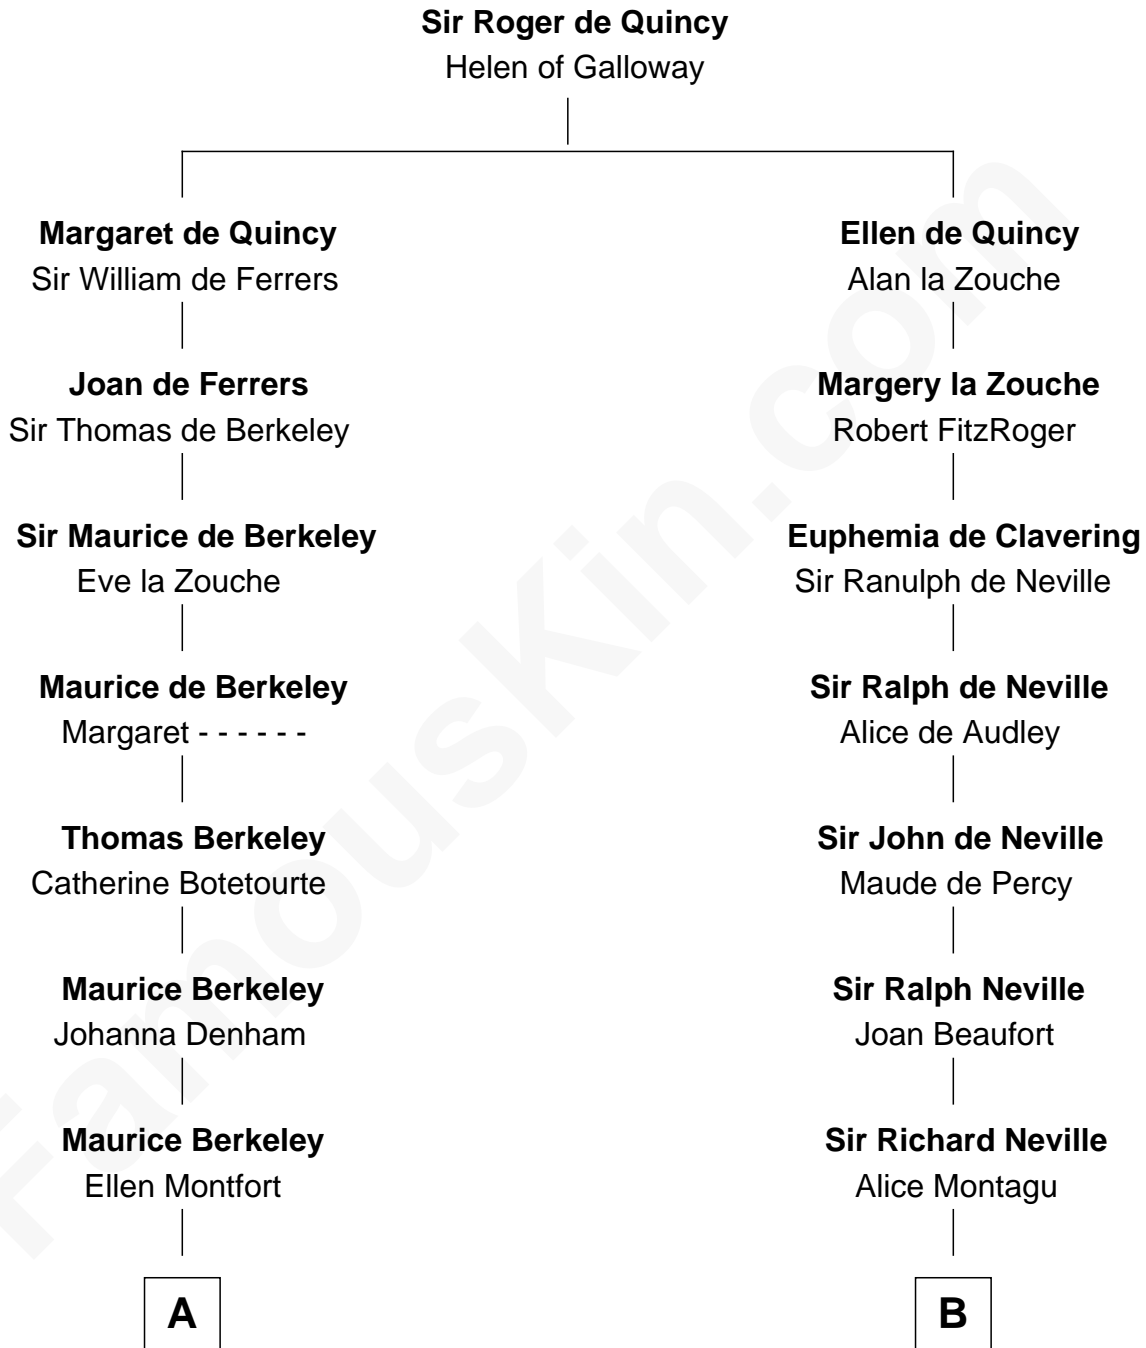 Sir Roger de Quincy
Helen of Galloway
Margaret de Quincy
Sir William de Ferrers
Ellen de Quincy
Alan la Zouche
Joan de Ferrers
Sir Thomas de Berkeley
Margery la Zouche
Robert FitzRoger
Sir Maurice de Berkeley
Eve la Zouche
Euphemia de Clavering
Sir Ranulph de Neville
Maurice de Berkeley
Margaret - - - - - -
Sir Ralph de Neville
Alice de Audley
Thomas Berkeley
Catherine Botetourte
Sir John de Neville
Maude de Percy
Maurice Berkeley
Johanna Denham
Sir Ralph Neville
Joan Beaufort
Maurice Berkeley
Ellen Montfort
Sir Richard Neville
Alice Montagu
A
B
FamousKin.com